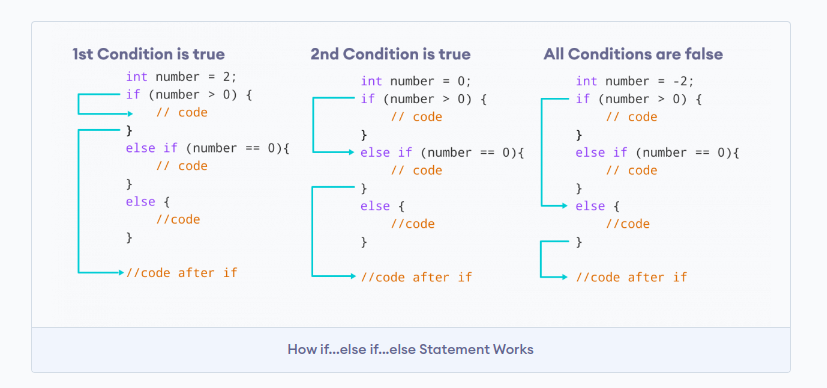 1st Condition is true
int number = 2;
if (number > 0) {
// code
}
else if (number == 0){
// code
}
else {
//code
}
//code after if
2nd Condition is true
int number = 0;
if (number > 0) {
// code
}
else if (number == 0){
// code
}
else {
//code
}
//code after if
All Conditions are false
int number = -2;
if (number > 0) {
// code
}
else if (number == 0){
// code
}
else {
//code
}
//code after if
How if...else if...else Statement Works